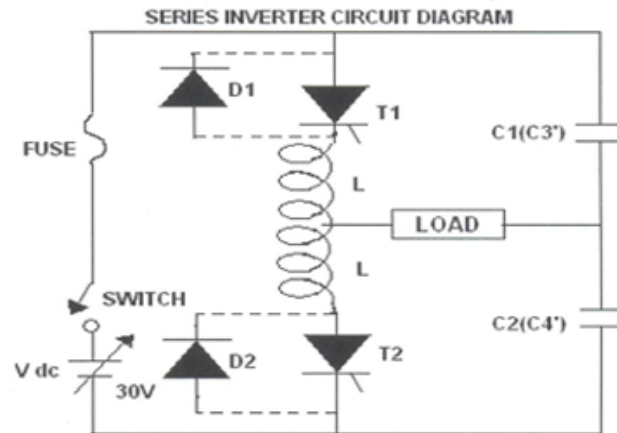 SERIES INVERTER CIRCUIT DIAGRAM
D1
T1
C1(C3')
FUSE
L
LOAD
L
SWITCH
C2(C4')
D2
T2
V dc
30V